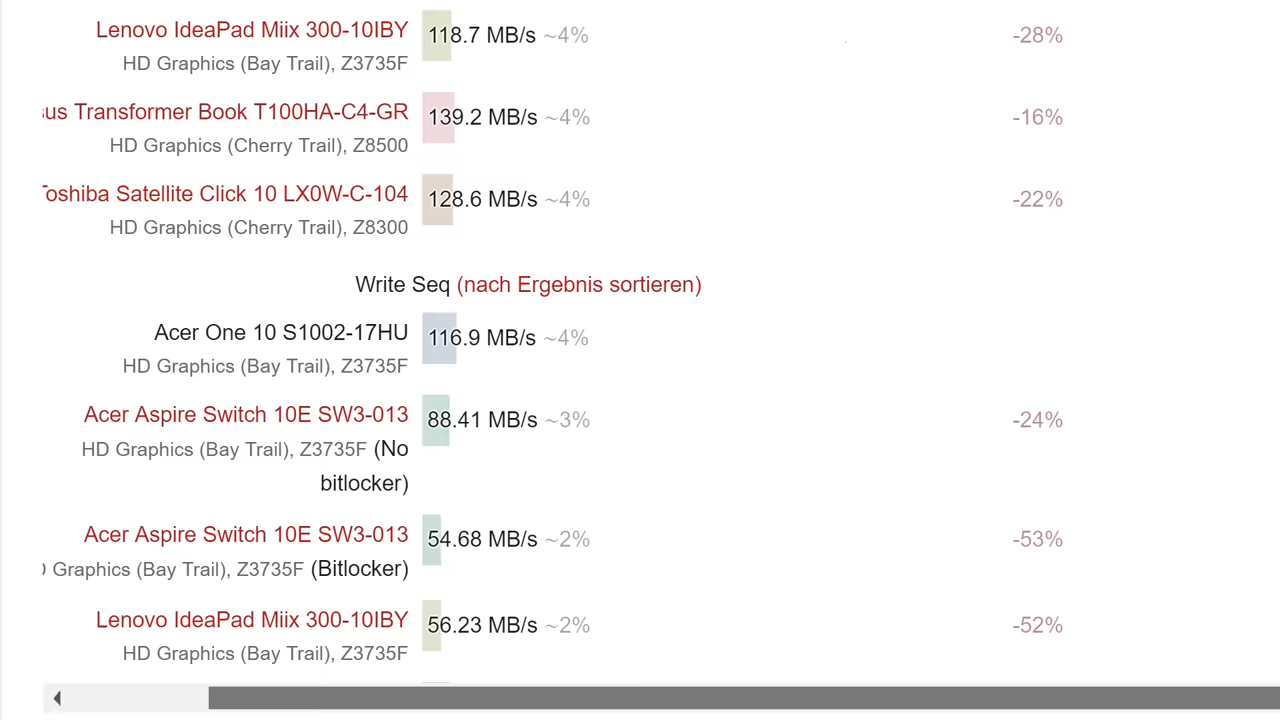 Lenovo IdeaPad Miix 300-10IBY 118.7 MB/s ~4% -28%
HD Graphics (Bay Trail), Z3735F
sus Transformer Book T100HA-C4-GR 139.2 MB/s ~4% -16%
HD Graphics (Cherry Trail), Z8500
Toshiba Satellite Click 10 LX0W-C-104 128.6 MB/s ~4% -22%
HD Graphics (Cherry Trail), Z8300
Write Seq (nach Ergebnis sortieren)
Acer One 10 S1002-17HU 116.9 MB/s ~4%
HD Graphics (Bay Trail), Z3735F
Acer Aspire Switch 10E SW3-013 88.41 MB/s ~3% -24%
HD Graphics (Bay Trail), Z3735F (No
bitlocker)
Acer Aspire Switch 10E SW3-013 54.68 MB/s ~2% -53%
D Graphics (Bay Trail), Z3735F (Bitlocker)
Lenovo IdeaPad Miix 300-10IBY 56.23 MB/s ~2% -52%
HD Graphics (Bay Trail), Z3735F